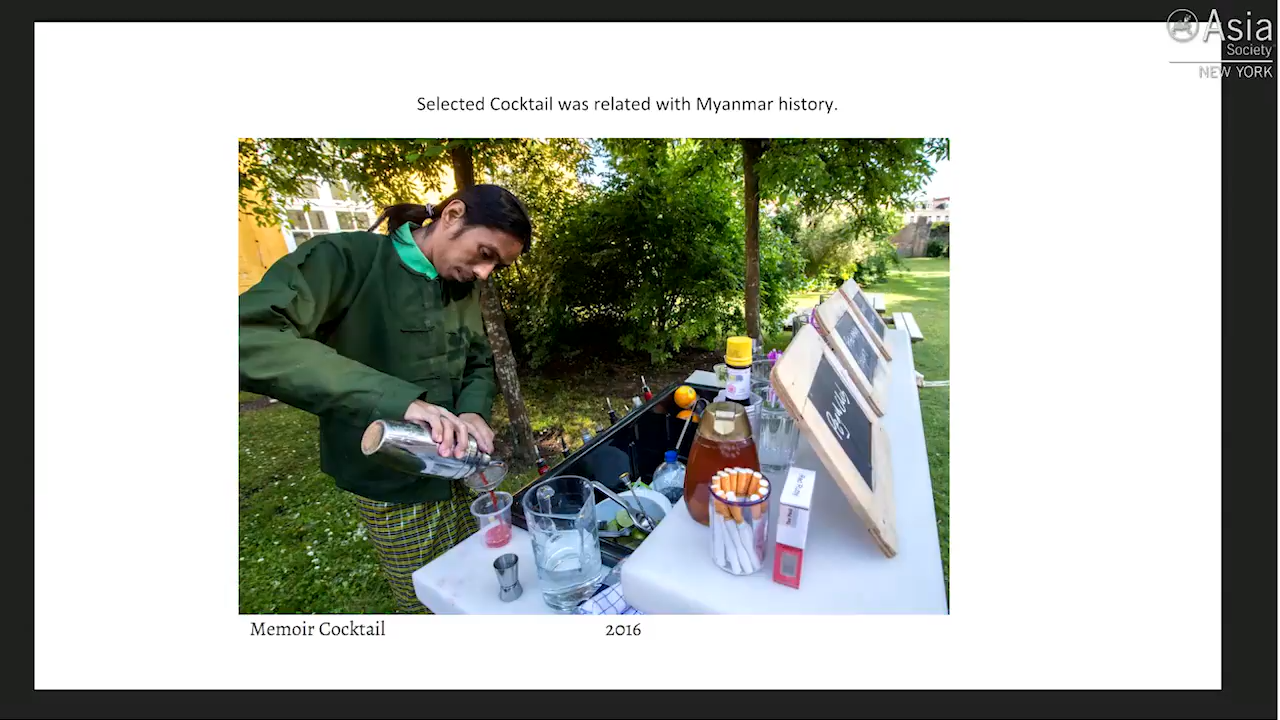 Asia
Society
NEW YORK
Selected Cocktail was related with Myanmar history.
Memoir Cocktail
2016